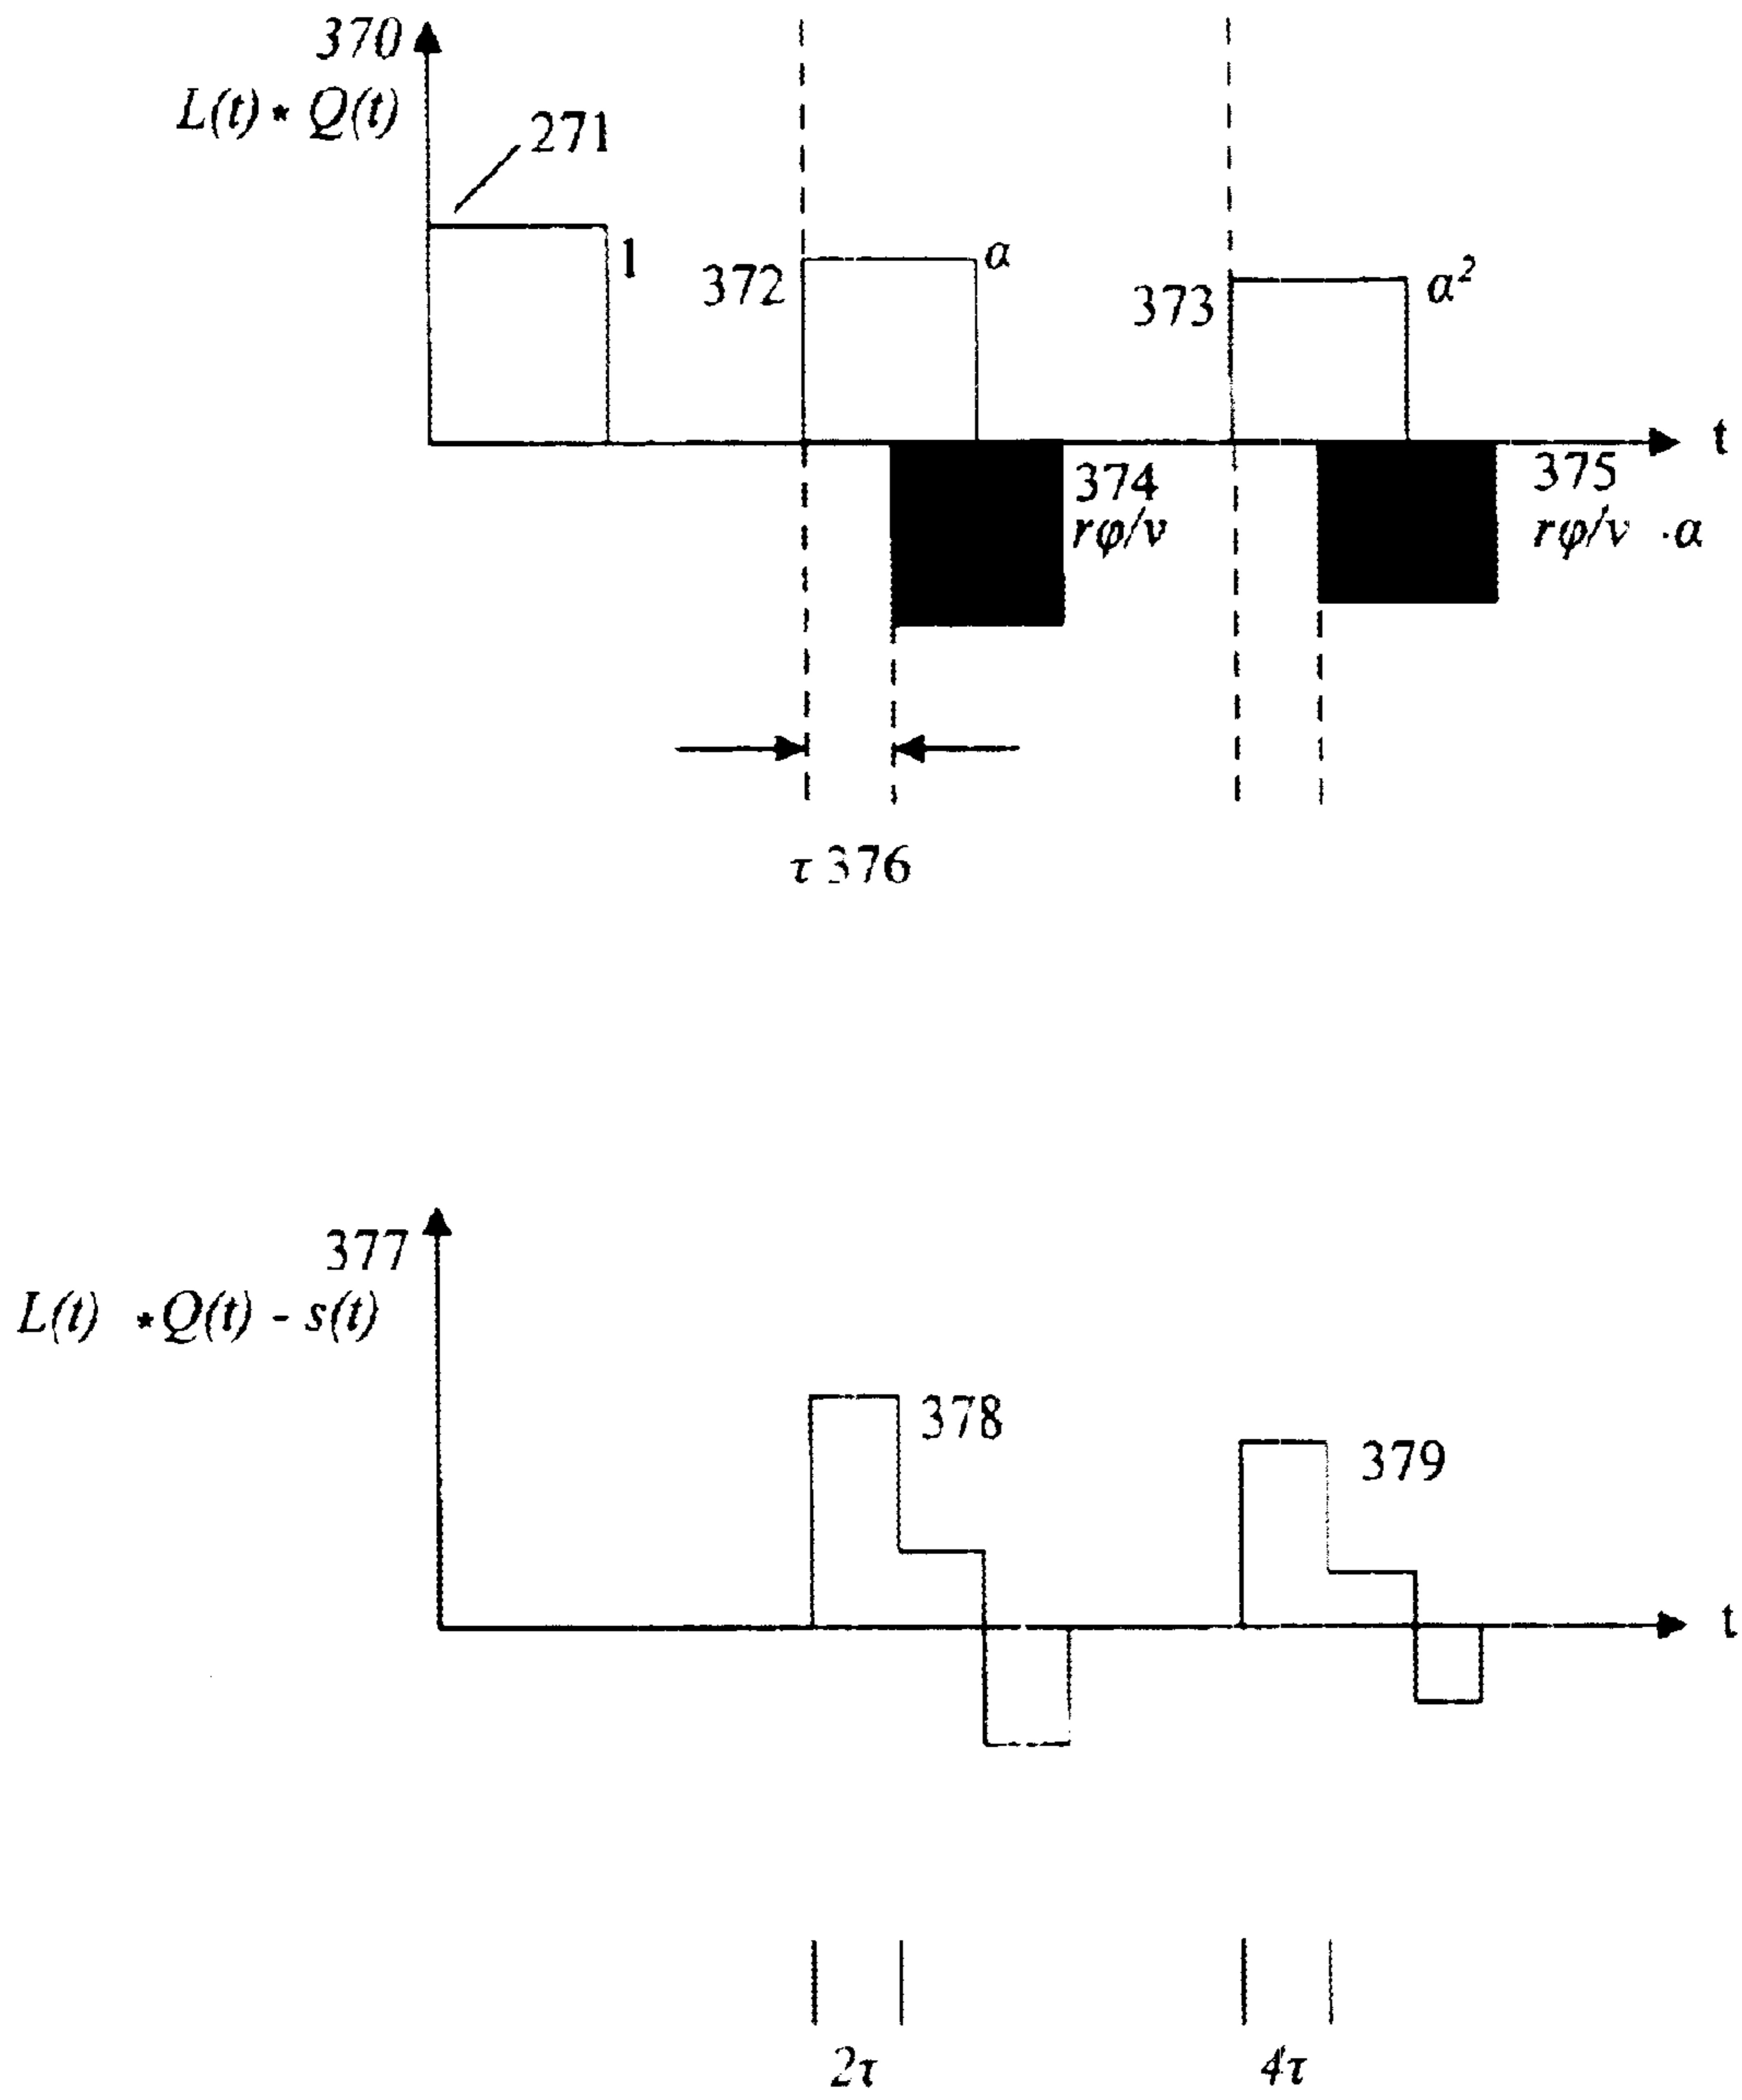 370
L(t) * Q(t)
271
1
372
α
373
α²
t
374
rφ/v
375
rφ/v ·α
τ 376
377
L(t) *Q(t) - s(t)
378
379
t
2τ
4τ